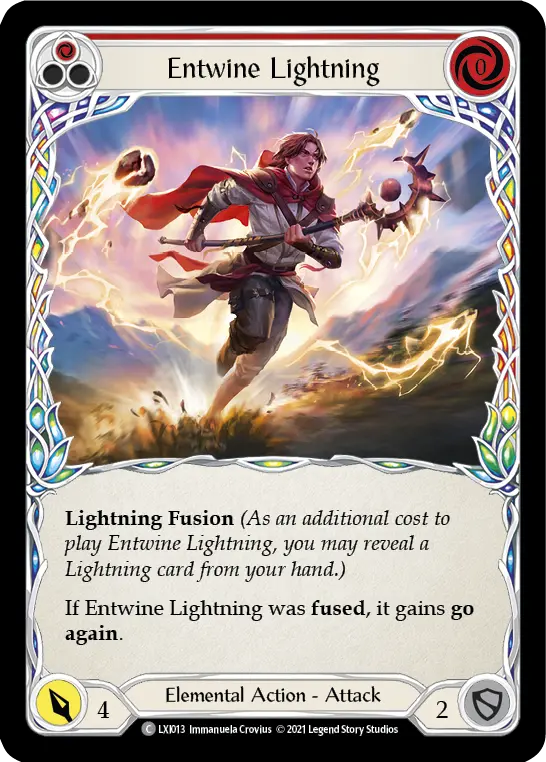 Entwine Lightning
0
Lightning Fusion (As an additional cost to
play Entwine Lightning, you may reveal a
Lightning card from your hand.)
If Entwine Lightning was fused, it gains go
again.
4
Elemental Action - Attack
2
C LXI013 Immanuela Crovius © 2021 Legend Story Studios